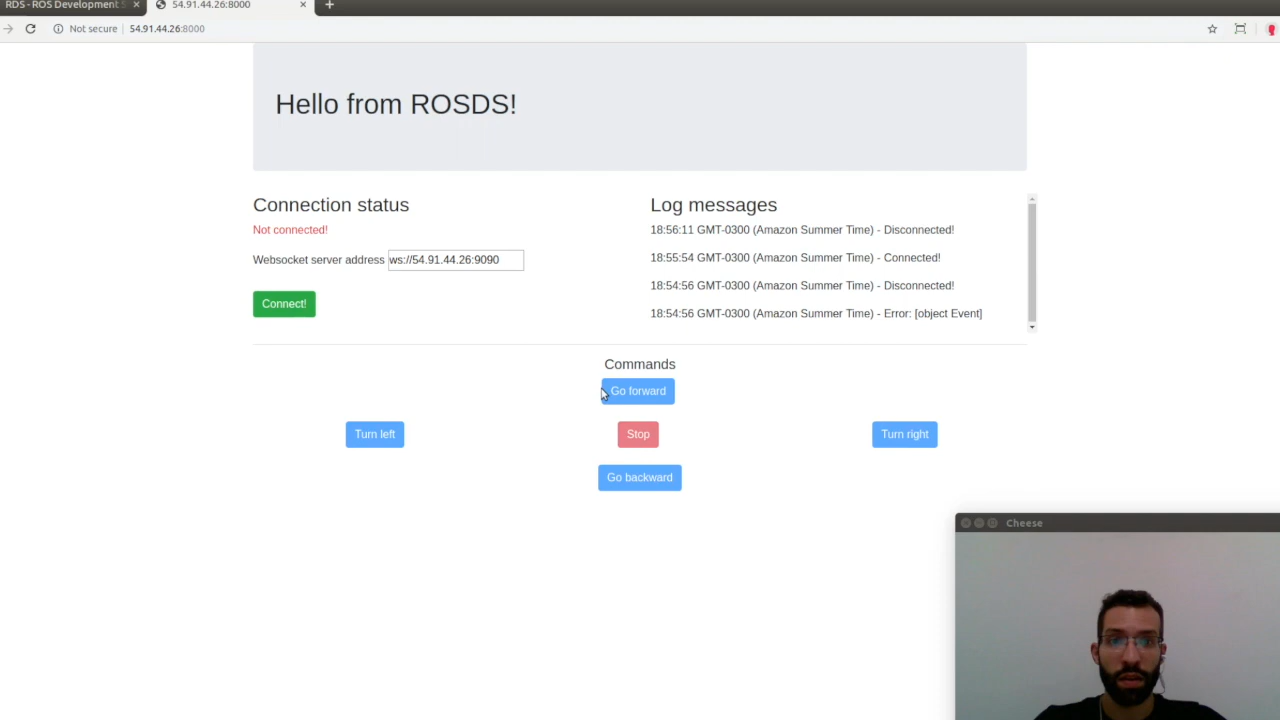 RDS - ROS Development S
54.91.44.26:8000
Not secure
54.91.44.26:8000
Hello from ROSDS!
Connection status
Not connected!
Websocket server address ws://54.91.44.26:9090
Connect!
Log messages
18:56:11 GMT-0300 (Amazon Summer Time) - Disconnected!
18:55:54 GMT-0300 (Amazon Summer Time) - Connected!
18:54:56 GMT-0300 (Amazon Summer Time) - Disconnected!
18:54:56 GMT-0300 (Amazon Summer Time) - Error: [object Event]
Commands
Go forward
Turn left
Stop
Turn right
Go backward
Cheese